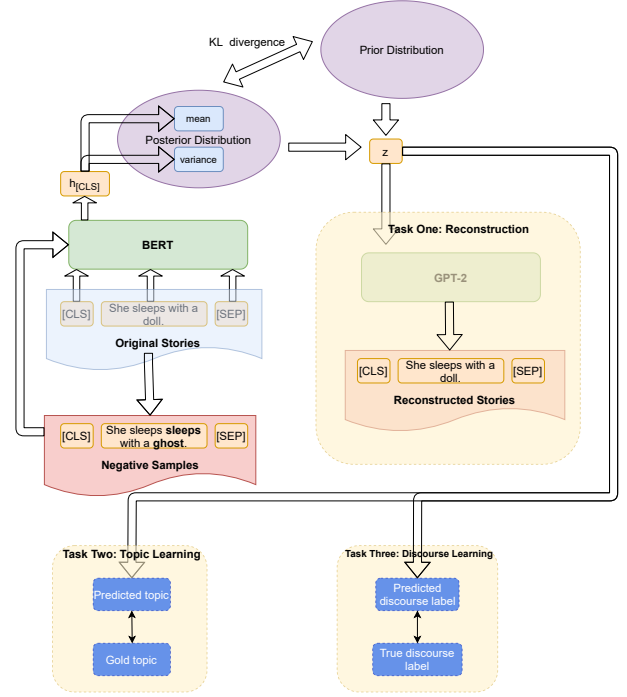 KL divergence
Prior Distribution
mean
Posterior Distribution
variance
z
h[CLS]
BERT
Task One: Reconstruction
GPT-2
[CLS]
She sleeps with a
doll.
[SEP]
Original Stories
[CLS]
She sleeps with a
doll.
[SEP]
Reconstructed Stories
[CLS]
She sleeps sleeps
with a ghost.
[SEP]
Negative Samples
Task Two: Topic Learning
Predicted topic
Gold topic
Task Three: Discourse Learning
Predicted
discourse label
True discourse
label